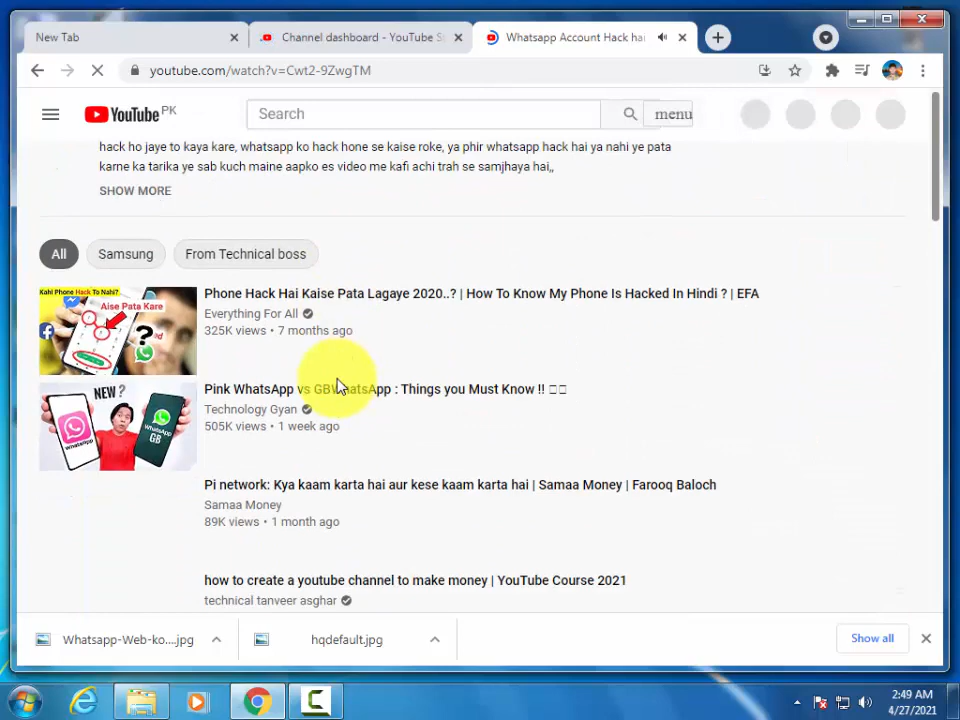 New Tab
Channel dashboard - YouTube S
Whatsapp Account Hack ha
youtube.com/watch?v=Cwt2-9ZwgTM
YouTube PK
Search
menu
hack ho jaye to kaya kare, whatsapp ko hack hone se kaise roke, ya phir whatsapp hack hai ya nahi ye pata
karne ka tarika ye sab kuch maine aapko es video me kafi achi trah se samjhaya hai,,
SHOW MORE
All
Samsung
From Technical boss
Kahi Phone Hack To Nahi?
Aise Pata Kare
?
Phone Hack Hai Kaise Pata Lagaye 2020..? | How To Know My Phone Is Hacked In Hindi ? | EFA
Everything For All
325K views • 7 months ago
NEW ?
WhatsApp
WhatsApp
GB
Pink WhatsApp vs GBWhatsApp : Things you Must Know !!
Technology Gyan
505K views • 1 week ago
Pi network: Kya kaam karta hai aur kese kaam karta hai | Samaa Money | Farooq Baloch
Samaa Money
89K views • 1 month ago
how to create a youtube channel to make money | YouTube Course 2021
technical tanveer asghar
Whatsapp-Web-ko....jpg
hqdefault.jpg
Show all
2:49 AM
4/27/2021